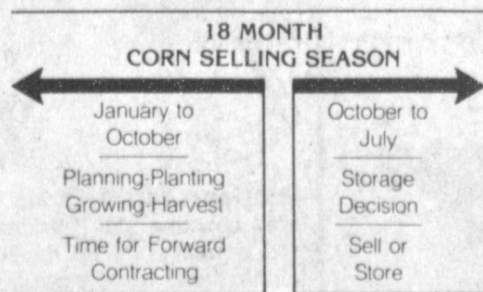 18 MONTH
CORN SELLING SEASON
January to
October
Planning-Planting
Growing-Harvest
Time for Forward
Contracting
October to
July
Storage
Decision
Sell or
Store